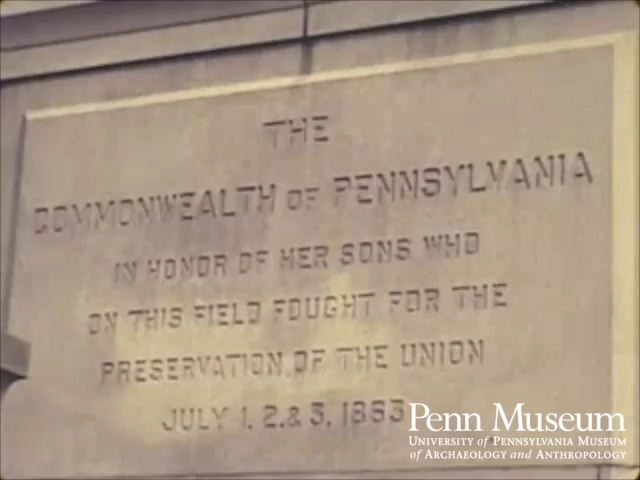 THE
COMMONWEALTH OF PENNSYLVANIA
IN HONOR OF HER SONS WHO
ON THIS FIELD FOUGHT FOR THE
PRESERVATION OF THE UNION
JULY 1, 2, & 3, 1863
Penn Museum
UNIVERSITY of PENNSYLVANIA MUSEUM
of ARCHAEOLOGY and ANTHROPOLOGY